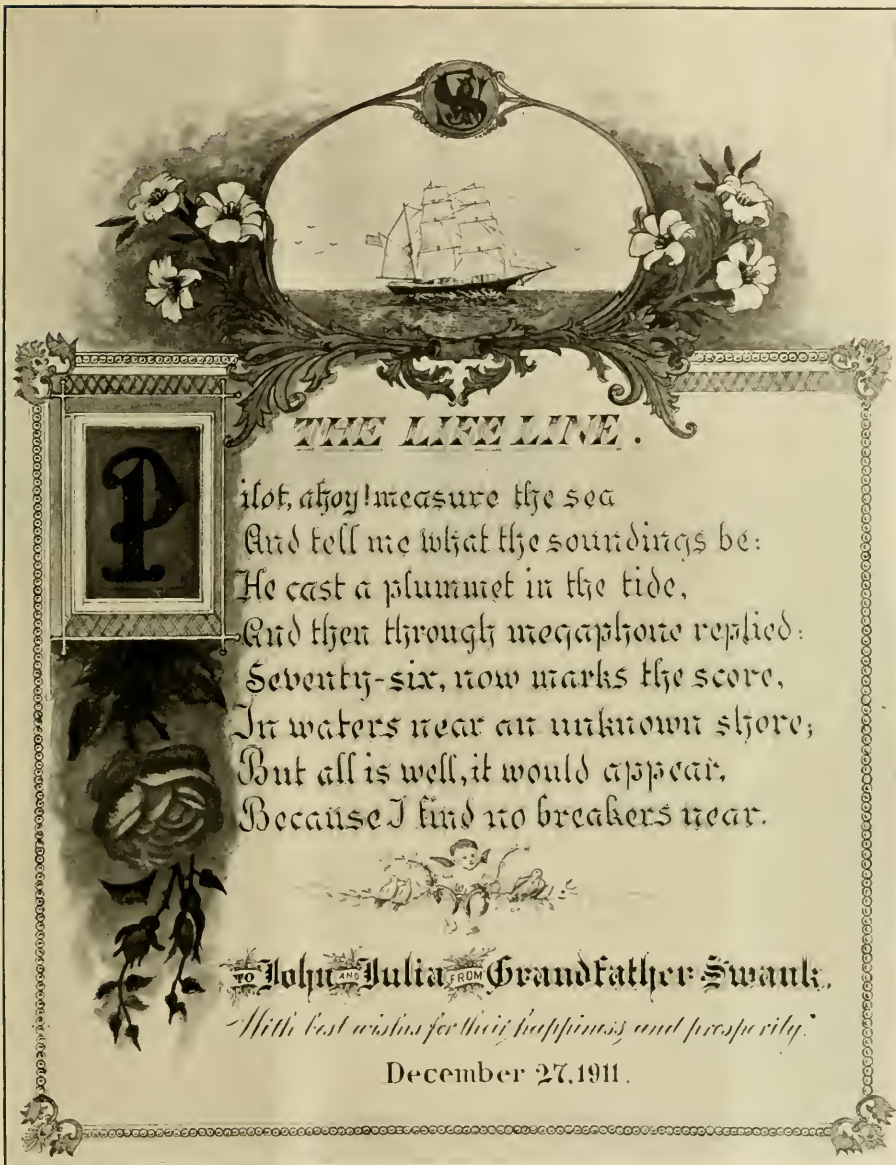 S
THE LIFE LINE.
Pilot, ahoy! measure the sea
And tell me what the soundings be:
He cast a plummet in the tide,
And then through megaphone replied:
Seventy-six, now marks the score,
In waters near an unknown shore;
But all is well, it would appear,
Because I find no breakers near.
TO John AND Julia FROM Grandfather Swank.
With best wishes for their happiness and prosperity."
December 27, 1911.